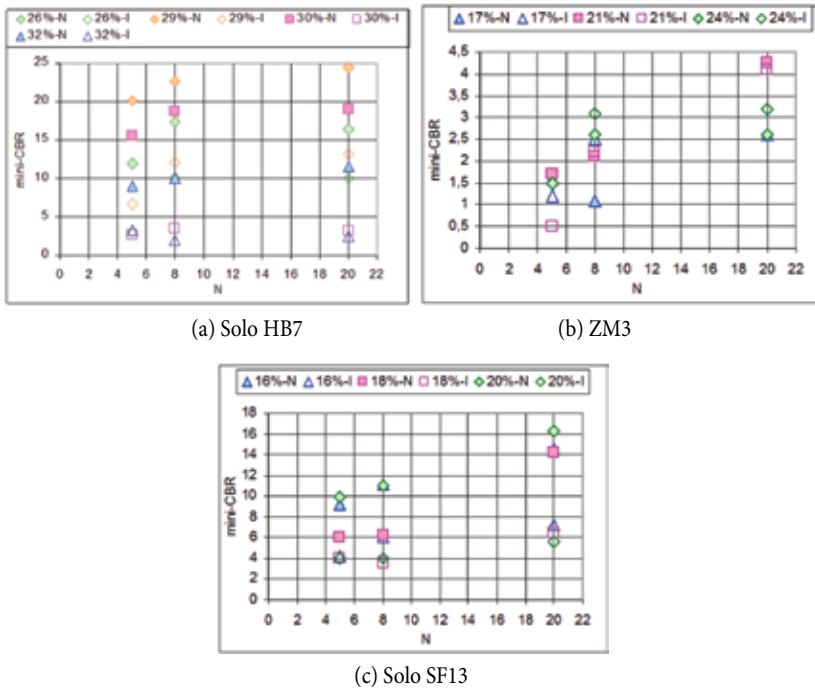 26%-N 26%-I 29%-N 29%-I 30%-N 30%-I
32%-N 32%-I
25
20
15
10
5
0
mini-CBR
0 2 4 6 8 10 12 14 16 18 20 22
N
(a) Solo HB7
17%-N 17%-I 21%-N 21%-I 24%-N 24%-I
4,5
4
3,5
3
2,5
2
1,5
1
0,5
0
mini-CBR
0 2 4 6 8 10 12 14 16 18 20 22
N
(b) ZM3
16%-N 16%-I 18%-N 18%-I 20%-N 20%-I
18
16
14
12
10
8
6
4
2
0
mini-CBR
0 2 4 6 8 10 12 14 16 18 20 22
N
(c) Solo SF13